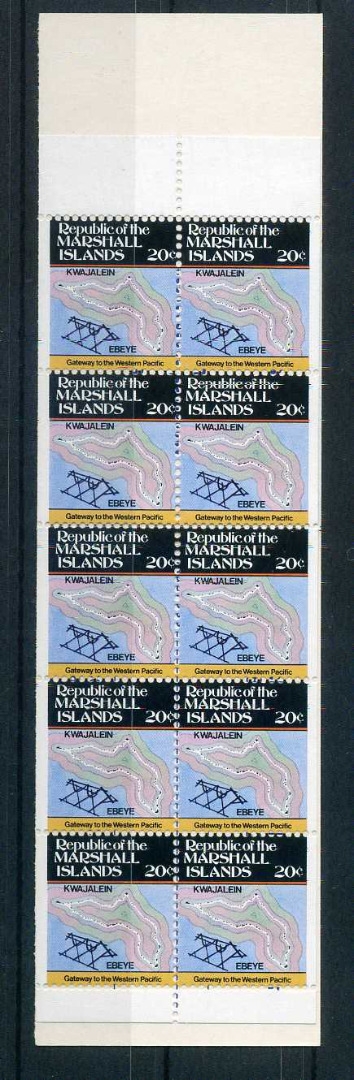 Republic of the
MARSHALL
ISLANDS 20¢
KWAJALEIN
EBEYE
Gateway to the Western Pacific
Republic of the
MARSHALL
ISLANDS 20¢
KWAJALEIN
EBEYE
Gateway to the Western Pacific
Republic of the
MARSHALL
ISLANDS 20¢
KWAJALEIN
EBEYE
Gateway to the Western Pacific
Republic of the
MARSHALL
ISLANDS 20¢
KWAJALEIN
EBEYE
Gateway to the Western Pacific
Republic of the
MARSHALL
ISLANDS 20¢
KWAJALEIN
EBEYE
Gateway to the Western Pacific
Republic of the
MARSHALL
ISLANDS 20¢
KWAJALEIN
EBEYE
Gateway to the Western Pacific
Republic of the
MARSHALL
ISLANDS 20¢
KWAJALEIN
EBEYE
Gateway to the Western Pacific
Republic of the
MARSHALL
ISLANDS 20¢
KWAJALEIN
EBEYE
Gateway to the Western Pacific
Republic of the
MARSHALL
ISLANDS 20¢
KWAJALEIN
EBEYE
Gateway to the Western Pacific
Republic of the
MARSHALL
ISLANDS 20¢
KWAJALEIN
EBEYE
Gateway to the Western Pacific